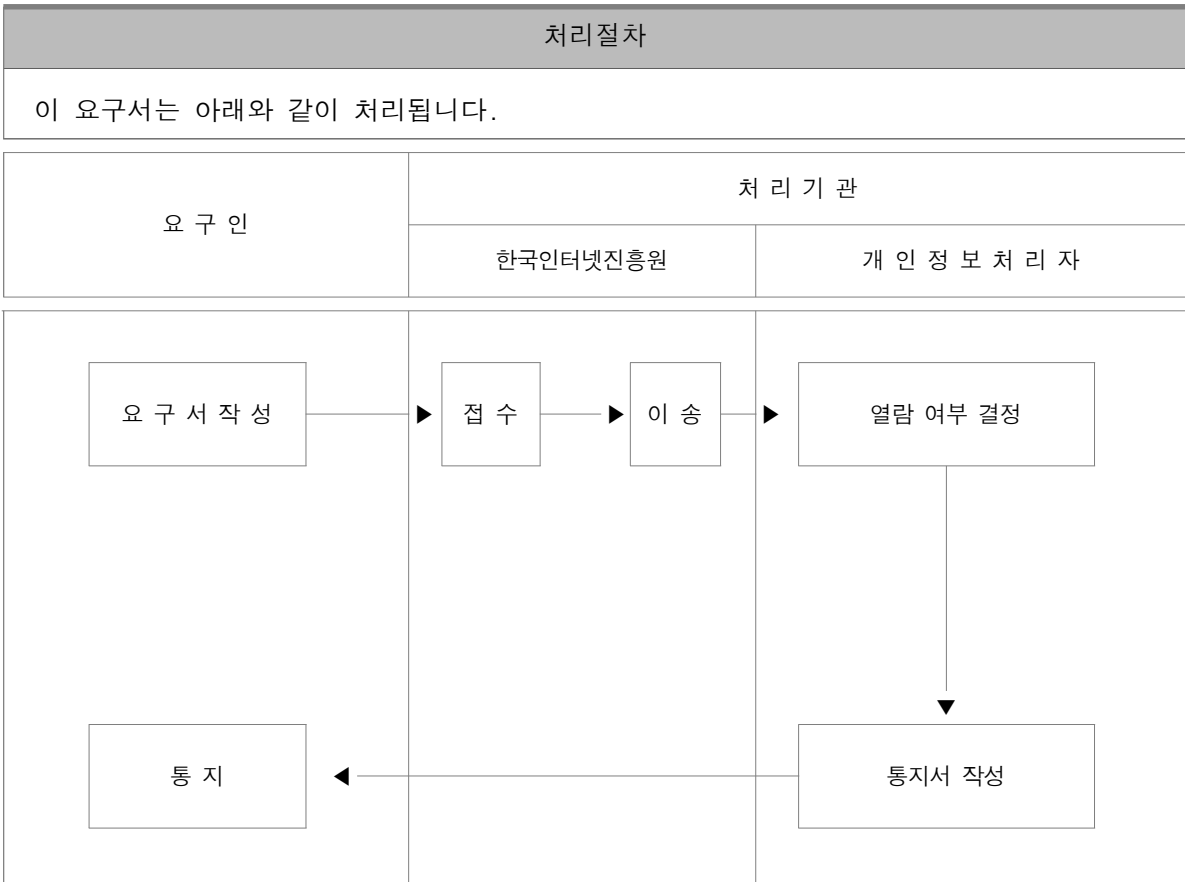 처리절차
이 요구서는 아래와 같이 처리됩니다.
요 구 인
처 리 기 관
한국인터넷진흥원
개 인 정 보 처 리 자
요 구 서 작 성
접 수
이 송
열람 여부 결정
통 지
통지서 작성